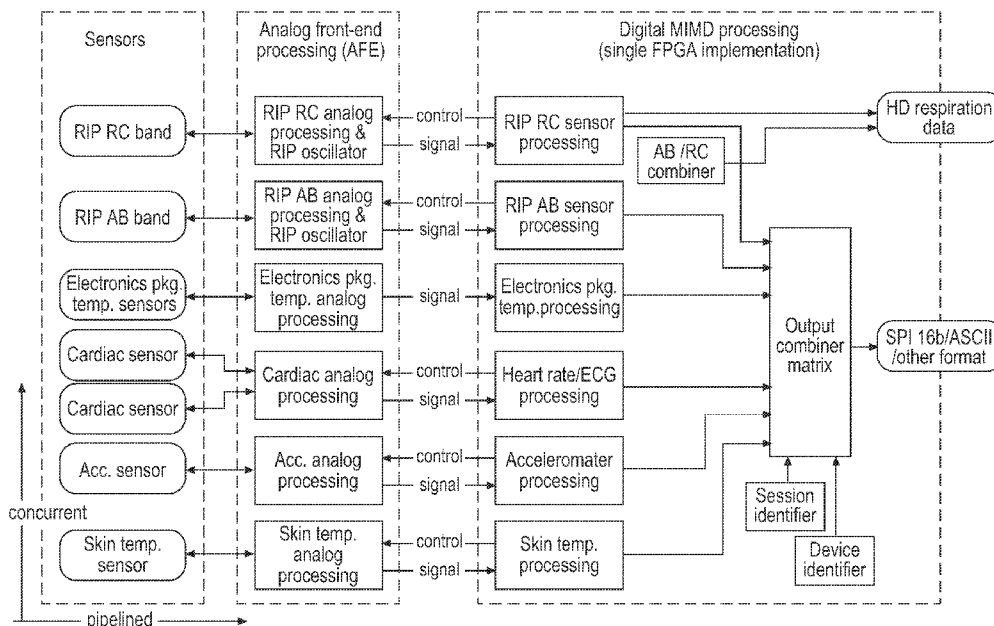 Sensors
Analog front-end
processing (AFE)
Digital MIMD processing
(single FPGA implementation)
RIP RC band
RIP RC analog
processing &
RIP oscillator
control
signal
RIP RC sensor
processing
AB /RC
combiner
HD respiration
data
RIP AB band
RIP AB analog
processing &
RIP oscillator
control
signal
RIP AB sensor
processing
Electronics pkg.
temp. sensors
Electronics pkg.
temp. analog
processing
signal
Electronics pkg.
temp.processing
Output
combiner
matrix
SPI 16b/ASCII
/other format
Cardiac sensor
Cardiac sensor
Cardiac analog
processing
control
signal
Heart rate/ECG
processing
Acc. sensor
Acc. analog
processing
control
signal
Acceleromater
processing
Session
identifier
Device
identifier
concurrent
Skin temp.
sensor
Skin temp.
analog
processing
control
signal
Skin temp.
processing
pipelined